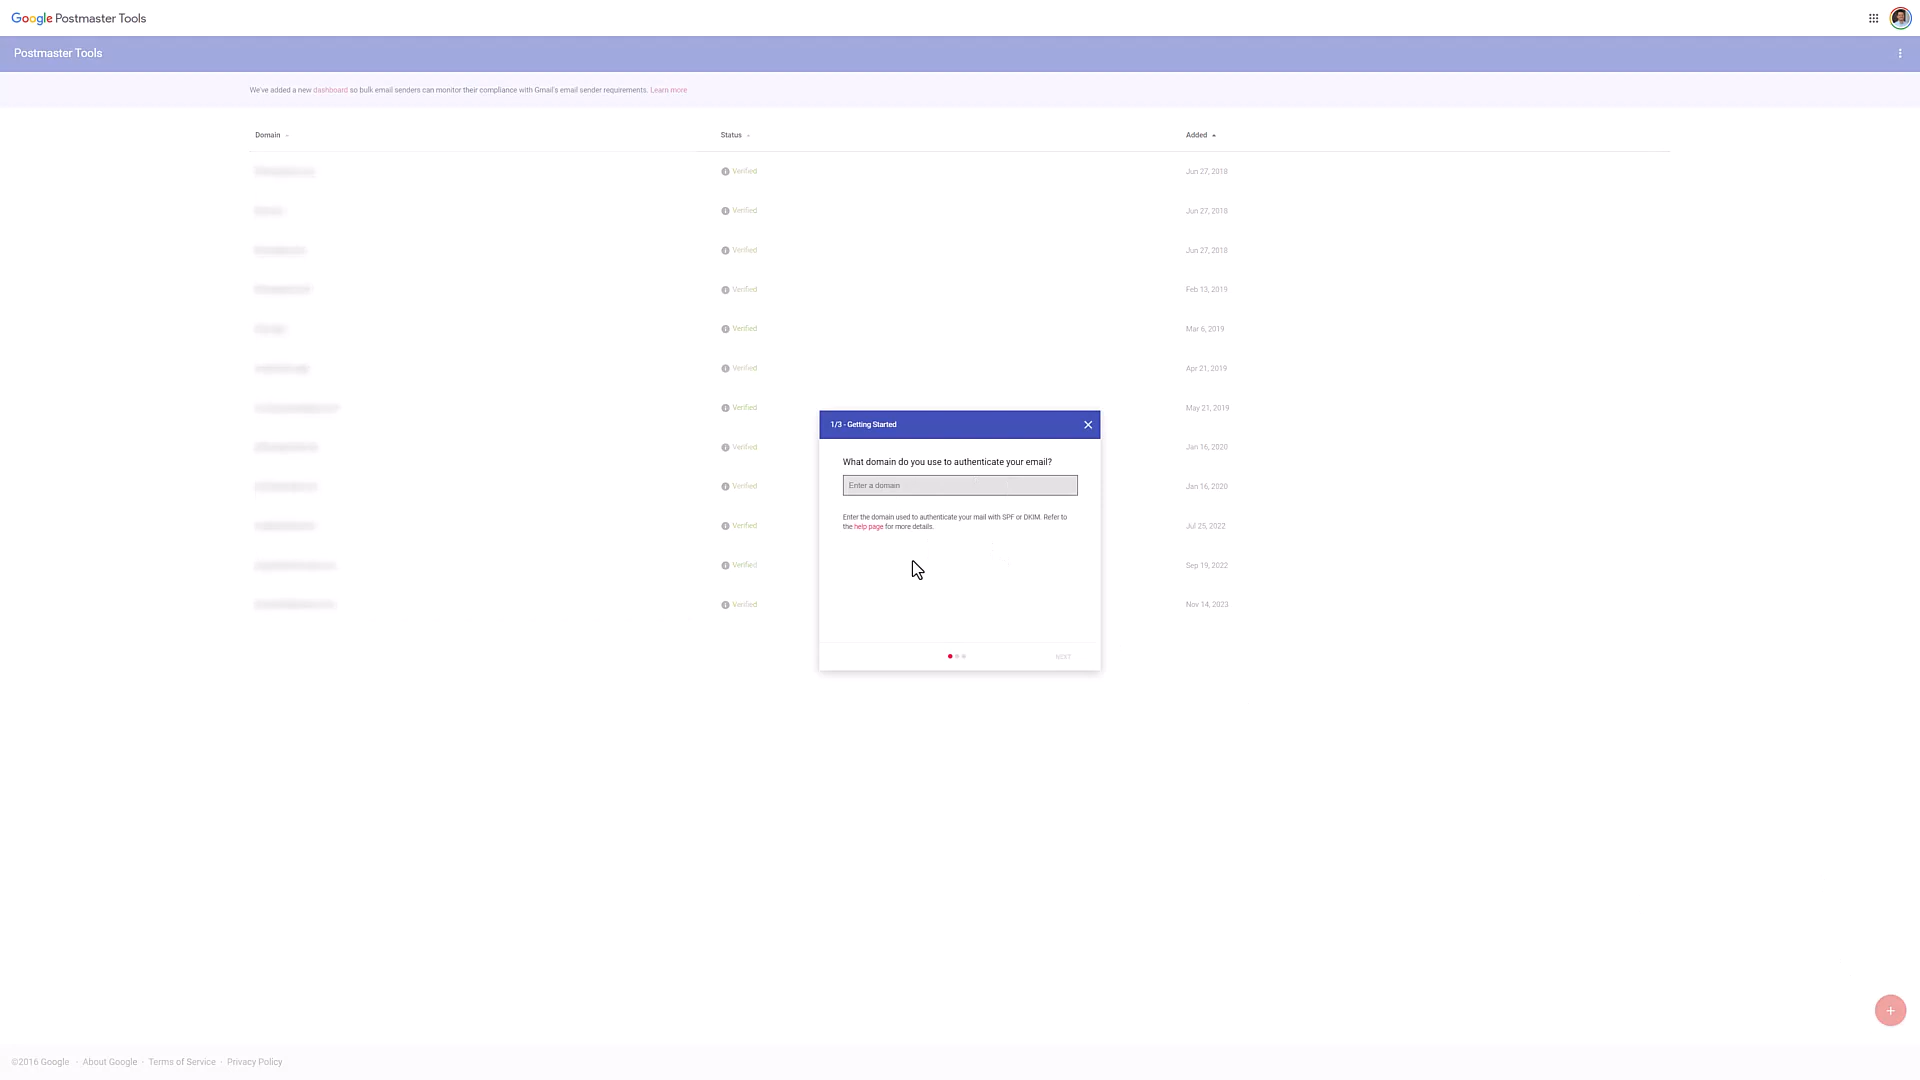 Google Postmaster Tools
Postmaster Tools
We've added a new dashboard so bulk email senders can monitor their compliance with Gmail's email sender requirements. Learn more
Domain Status Added
Verified Jun 27, 2018
Verified Jun 27, 2018
Verified Jun 27, 2018
Verified Feb 13, 2019
Verified Mar 6, 2019
Verified Apr 21, 2019
Verified May 21, 2019
Verified Jan 16, 2020
Verified Jan 16, 2020
Verified Jul 25, 2022
Verified Sep 19, 2022
Verified Nov 14, 2023
1/3 - Getting Started
What domain do you use to authenticate your email?
Enter a domain
Enter the domain used to authenticate your mail with SPF or DKIM. Refer to
the help page for more details.
NEXT
©2016 Google · About Google · Terms of Service · Privacy Policy